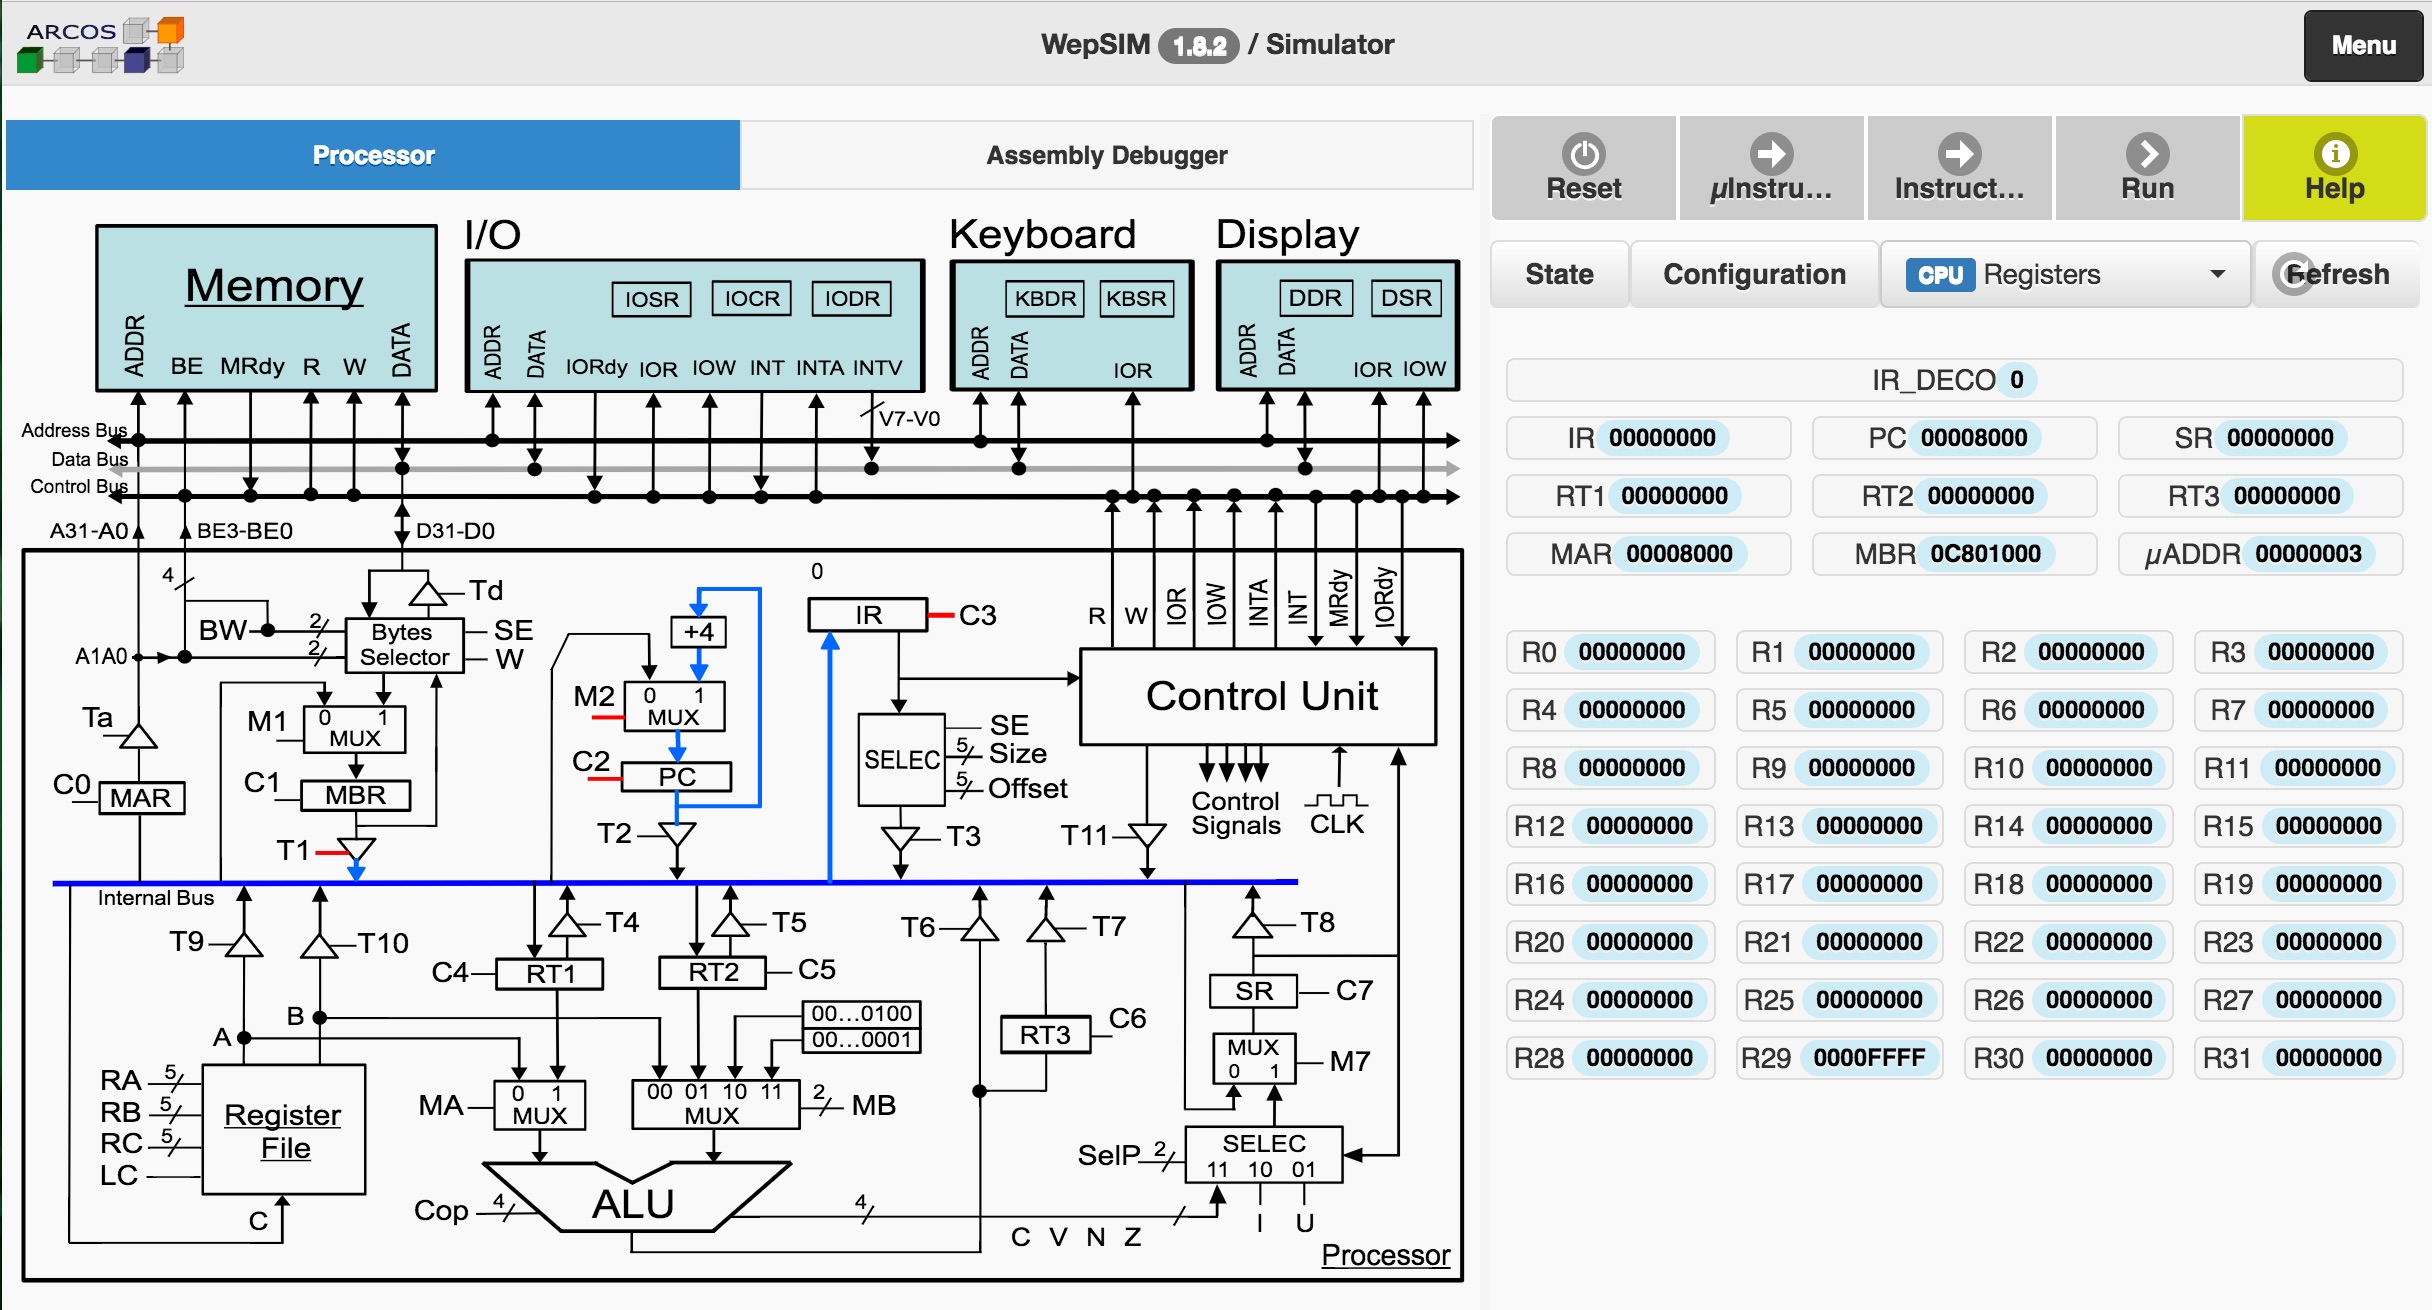 ARCOS
WepSIM 1.8.2 / Simulator
Menu
Processor
Assembly Debugger
Reset
µInstru...
Instruct...
Run
Help
State
Configuration
CPU Registers
Refresh
IR_DECO 0
IR 00000000
PC 00008000
SR 00000000
RT1 00000000
RT2 00000000
RT3 00000000
MAR 00008000
MBR 0C801000
µADDR 00000003
R0 00000000
R1 00000000
R2 00000000
R3 00000000
R4 00000000
R5 00000000
R6 00000000
R7 00000000
R8 00000000
R9 00000000
R10 00000000
R11 00000000
R12 00000000
R13 00000000
R14 00000000
R15 00000000
R16 00000000
R17 00000000
R18 00000000
R19 00000000
R20 00000000
R21 00000000
R22 00000000
R23 00000000
R24 00000000
R25 00000000
R26 00000000
R27 00000000
R28 00000000
R29 0000FFFF
R30 00000000
R31 00000000
Memory
ADDR BE MRdy R W DATA
I/O
IOSR IOCR IODR
ADDR DATA IORdy IOR IOW INT INTA INTV
Keyboard
KBDR KBSR
ADDR DATA IOR
Display
DDR DSR
ADDR DATA IOR IOW
V7-V0
Address Bus
Data Bus
Control Bus
A31-A0
BE3-BE0
D31-D0
4
Td
BW
2
2
A1A0
Bytes
Selector
SE
W
Ta
M1
0 1
MUX
C0
MAR
C1
MBR
T1
+4
M2
0 1
MUX
C2
PC
T2
0
IR
C3
SELEC
SE
5
Size
5
Offset
T3
R W IOR IOW INTA INT MRdy IORdy
Control Unit
T11
Control
Signals
CLK
Internal Bus
T9
T10
T4
T5
T6
T7
T8
C4
RT1
RT2
C5
SR
C7
B
A
00...0100
00...0001
RT3
C6
MUX
0 1
M7
RA 5
RB 5
RC 5
LC
Register
File
C
MA
0 1
MUX
00 01 10 11
MUX
2
MB
SelP 2
SELEC
11 10 01
I U
Cop 4
ALU
4
C V N Z
Processor